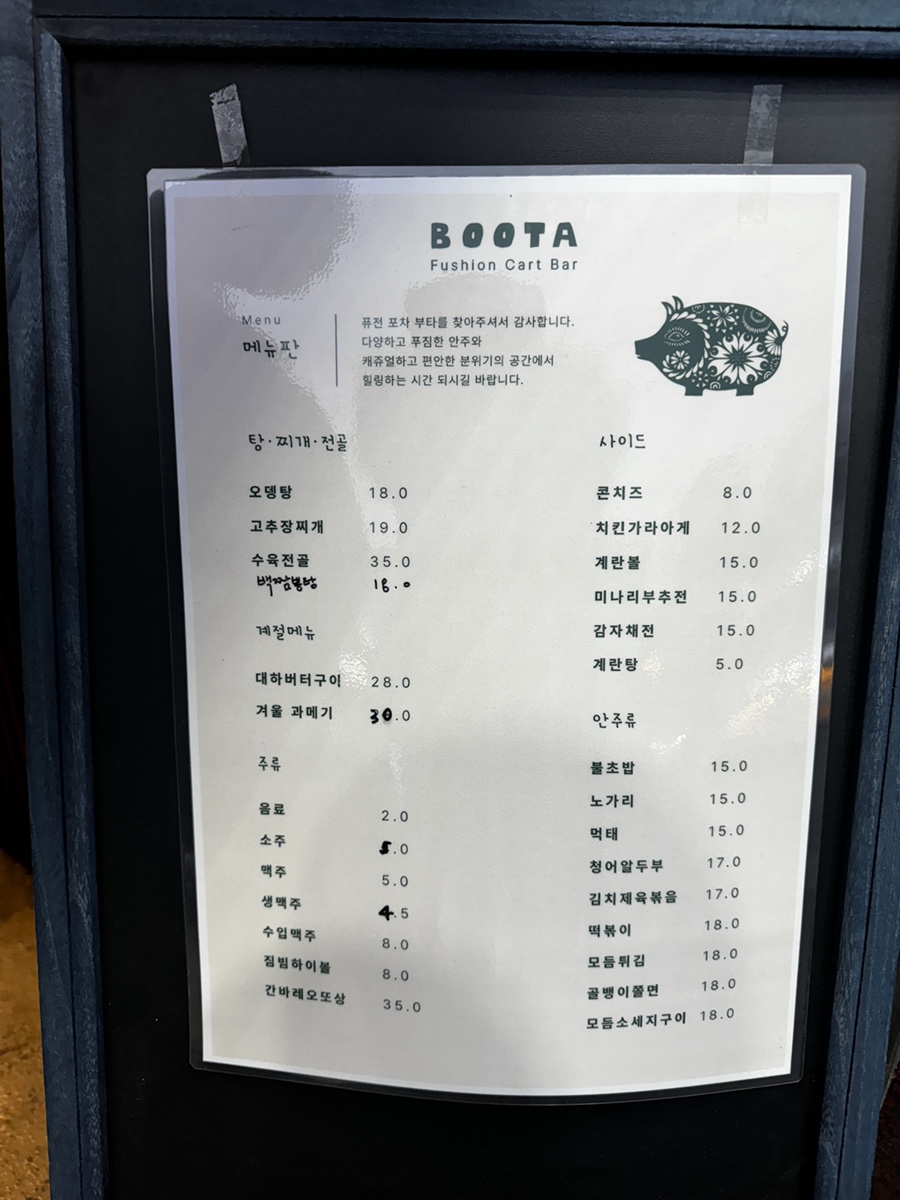 BOOTA
Fushion Cart Bar
Menu
메뉴판
퓨전 포차 부타를 찾아주셔서 감사합니다.
다양하고 푸짐한 안주와
캐쥬얼하고 편안한 분위기의 공간에서
힐링하는 시간 되시길 바랍니다.
탕·찌개·전골
오뎅탕 18.0
고추장찌개 19.0
수육전골 35.0
백짬뽕탕 18.0
계절메뉴
대하버터구이 28.0
겨울 과메기 30.0
주류
음료 2.0
소주 5.0
맥주 5.0
생맥주 4.5
수입맥주 8.0
짐빔하이볼 8.0
간바레오또상 35.0
사이드
콘치즈 8.0
치킨가라아게 12.0
계란볼 15.0
미나리부추전 15.0
감자채전 15.0
계란탕 5.0
안주류
불초밥 15.0
노가리 15.0
먹태 15.0
청어알두부 17.0
김치제육볶음 17.0
떡볶이 18.0
모듬튀김 18.0
골뱅이쫄면 18.0
모듬소세지구이 18.0